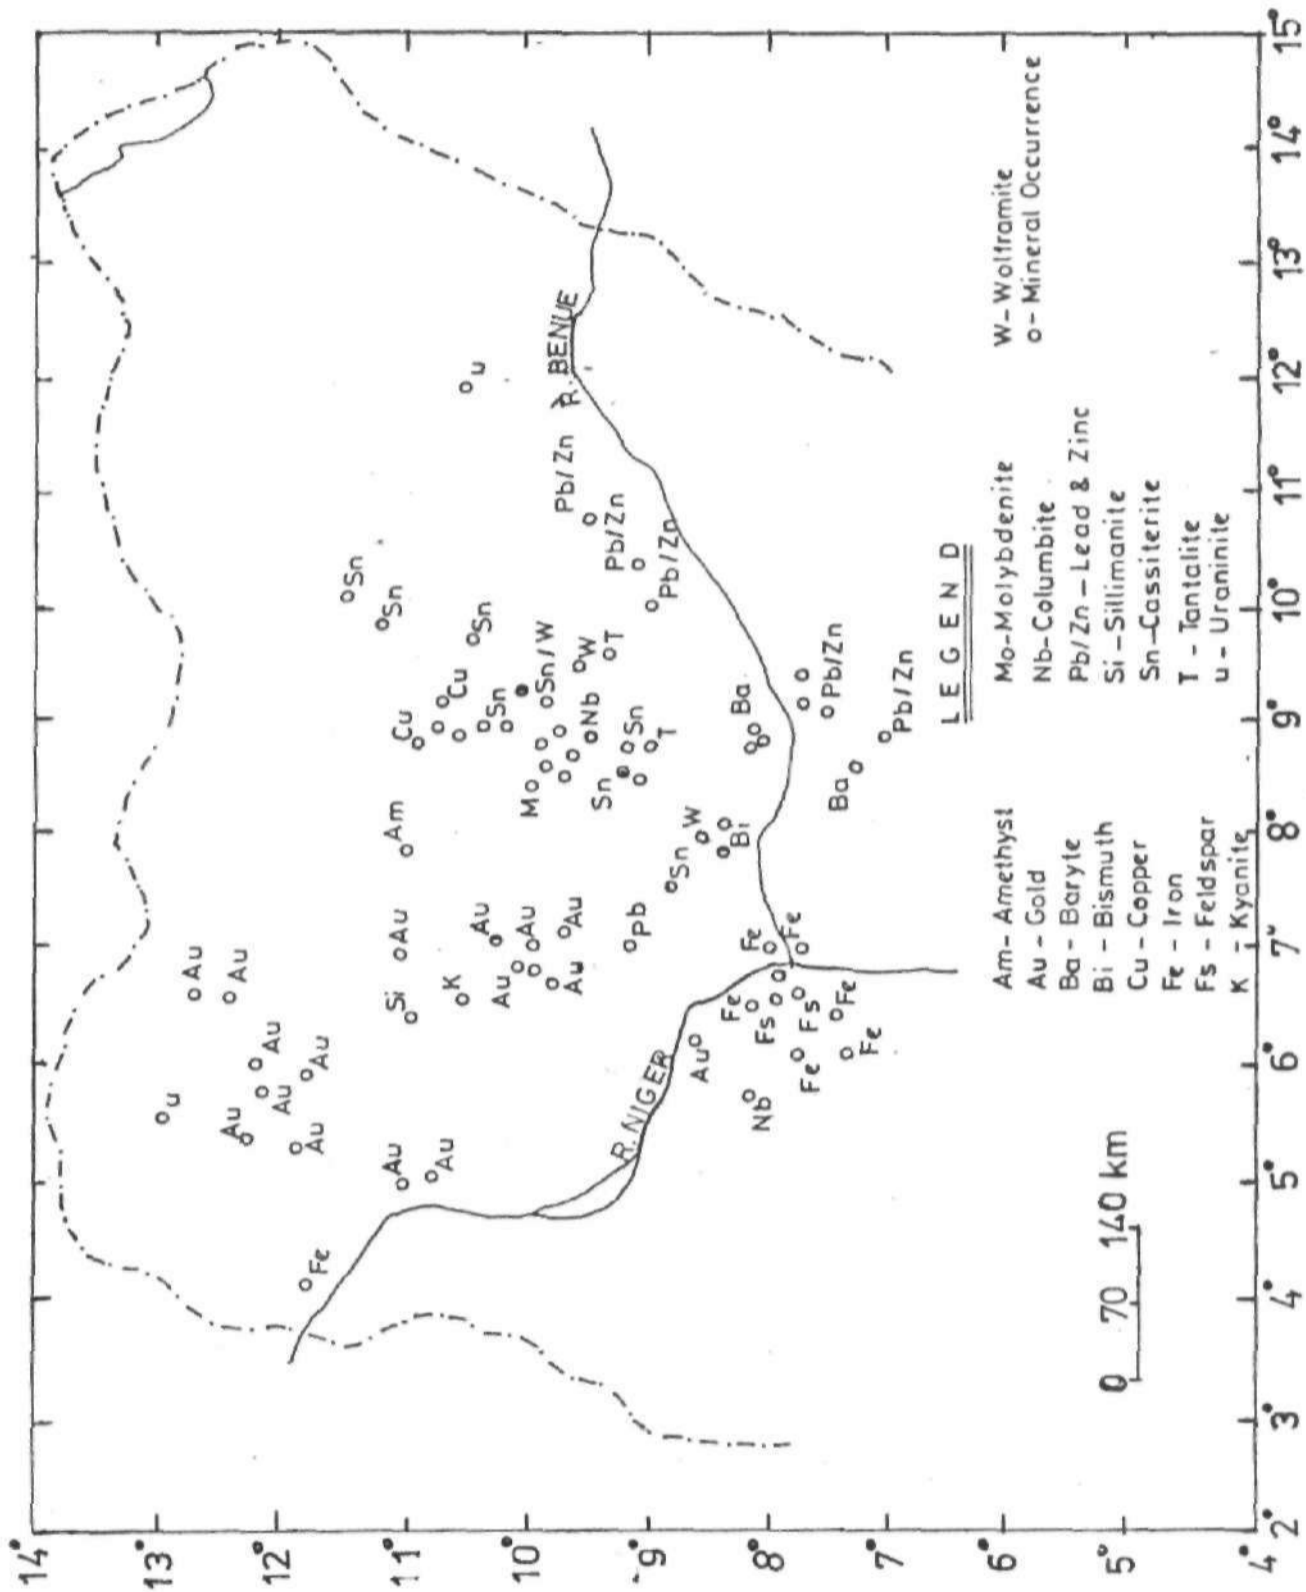 14°
13°
12°
11°
10°
9°
8°
7°
6°
5°
4°
2°
3°
4°
5°
6°
7°
8°
9°
10°
11°
12°
13°
14°
15°
u
Au
Au
Au
Au
Au
Au
Au
Fe
Au
Au
Si
Au
Am
K
Au
Au
Au
Au
Au
Pb
Cu
Cu
Sn
Sn
Sn
Sn
Sn/W
W
T
Mo
Nb
Sn
Sn
T
Sn
W
Bi
u
Pb/Zn
Pb/Zn
Pb/Zn
Ba
Pb/Zn
Pb/Zn
Ba
Fe
Fe
Fe
Fs
Fs
Fe
Fe
Fe
Au
Nb
R. NIGER
R. BENUE
0 70 140 km
LEGEND
Am- Amethyst
Au - Gold
Ba - Baryte
Bi - Bismuth
Cu - Copper
Fe - Iron
Fs - Feldspar
K - Kyanite
Mo-Molybdenite
Nb-Columbite
Pb/Zn - Lead & Zinc
Si - Sillimanite
Sn-Cassiterite
T - Tantalite
u - Uraninite
W-Wolframite
o - Mineral Occurrence